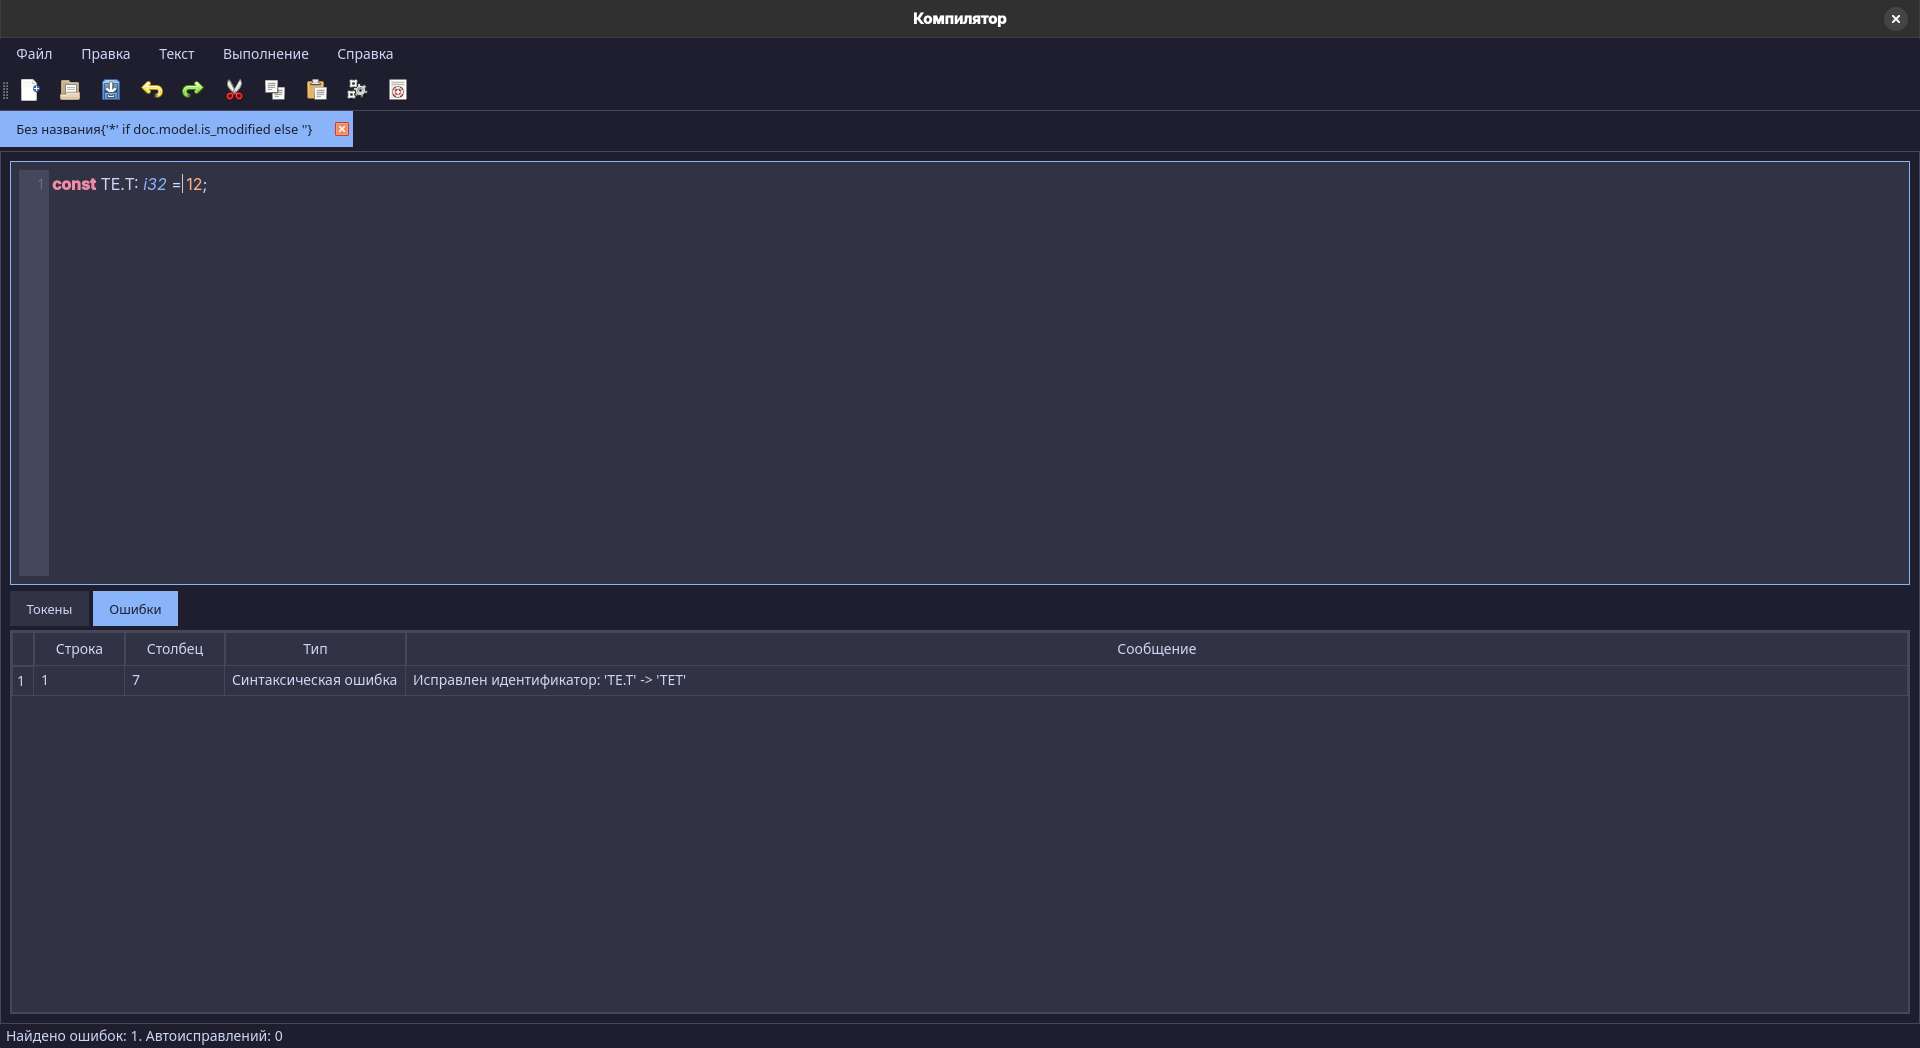 Компилятор
Файл Правка Текст Выполнение Справка
Без названия{'*' if doc.model.is_modified else ''}
1 const TE.T: i32 = 12;
Токены Ошибки
Строка Столбец Тип Сообщение
1 1 7 Синтаксическая ошибка Исправлен идентификатор: 'TE.T' -> 'TET'
Найдено ошибок: 1. Автоисправлений: 0